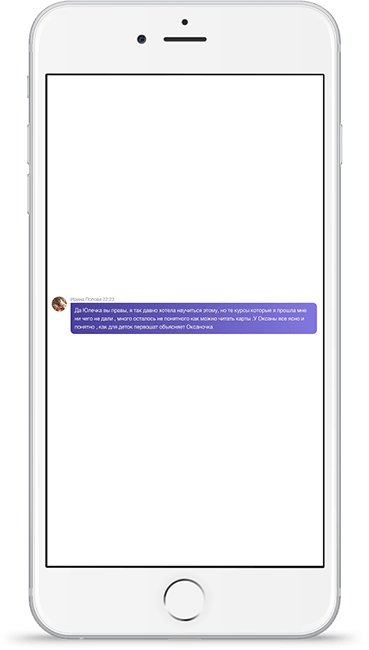 Попова 22:23
Да Юлечка вы правы, я так давно хотела научиться этому, но те курсы которые я прошла мне
ни чего не дали , много осталось не понятного как можно читать карты .У Оксаны все ясно и
понятно , как для деток первошат объясняет Оксаночка